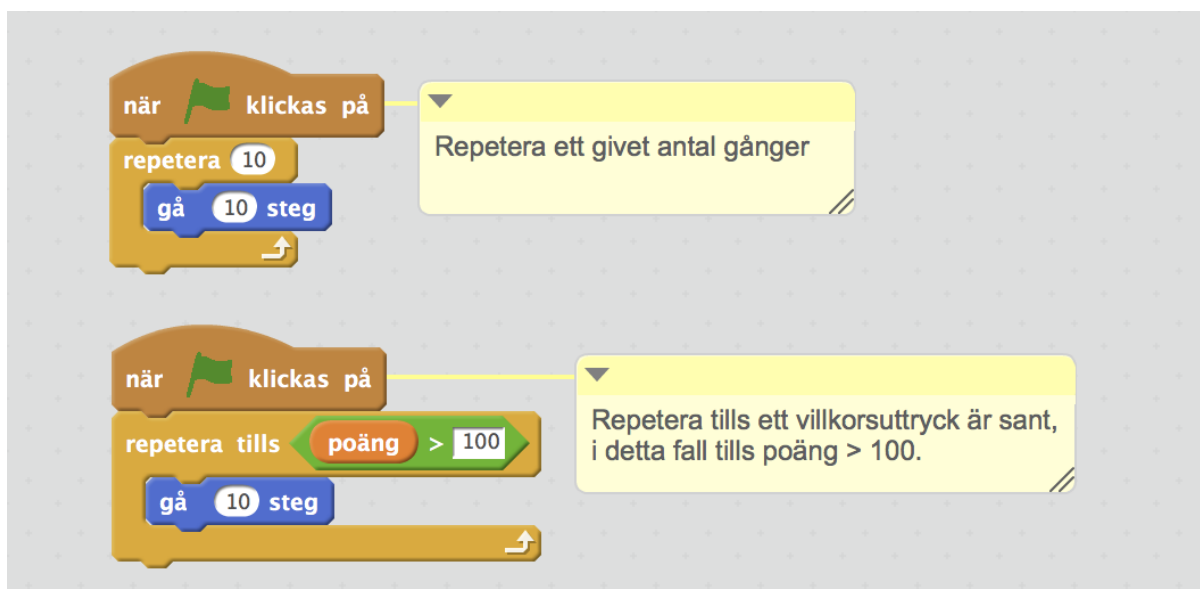 när klickas på
Repetera ett givet antal gånger
repetera 10
gå 10 steg
när klickas på
Repetera tills ett villkorsuttryck är sant,
i detta fall tills poäng > 100.
repetera tills poäng > 100
gå 10 steg